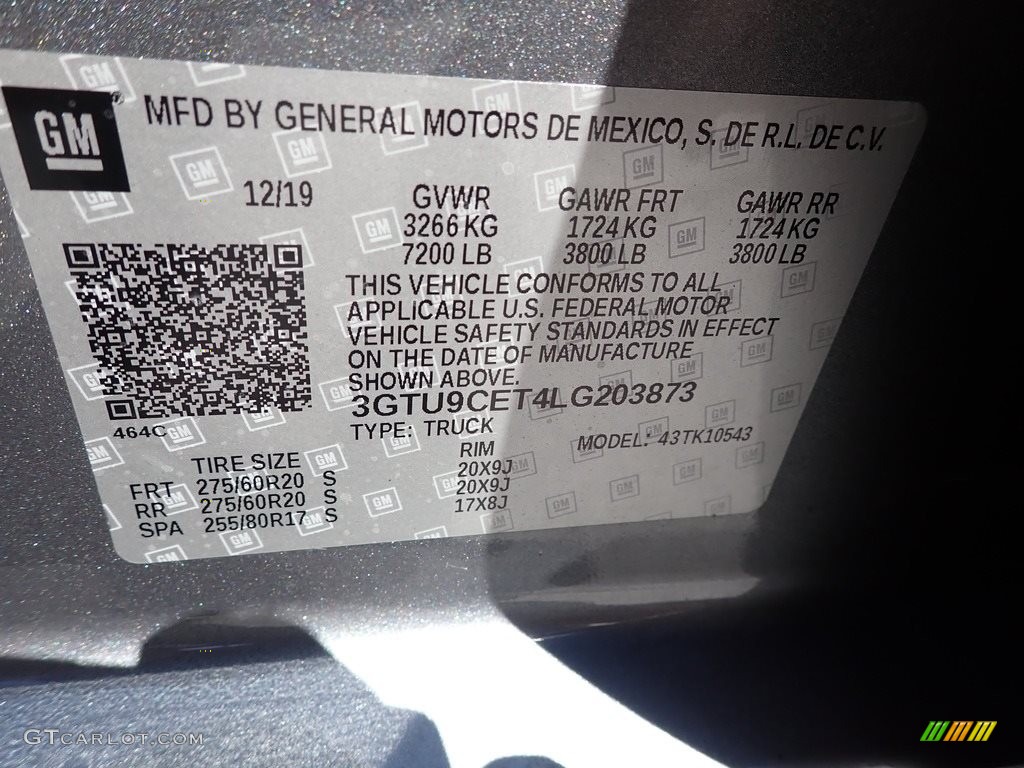 GM
MFD BY GENERAL MOTORS DE MEXICO, S. DE R.L. DE C.V.
12/19 GVWR GAWR FRT GAWR RR
3266 KG 1724 KG 1724 KG
7200 LB 3800 LB 3800 LB
THIS VEHICLE CONFORMS TO ALL
APPLICABLE U.S. FEDERAL MOTOR
VEHICLE SAFETY STANDARDS IN EFFECT
ON THE DATE OF MANUFACTURE
SHOWN ABOVE.
3GTU9CET4LG203873
464C TYPE: TRUCK MODEL: 43TK10543
TIRE SIZE RIM
FRT 275/60R20 S 20X9J
RR 275/60R20 S 20X9J
SPA 255/80R17 S 17X8J
GTCARLOT.COM